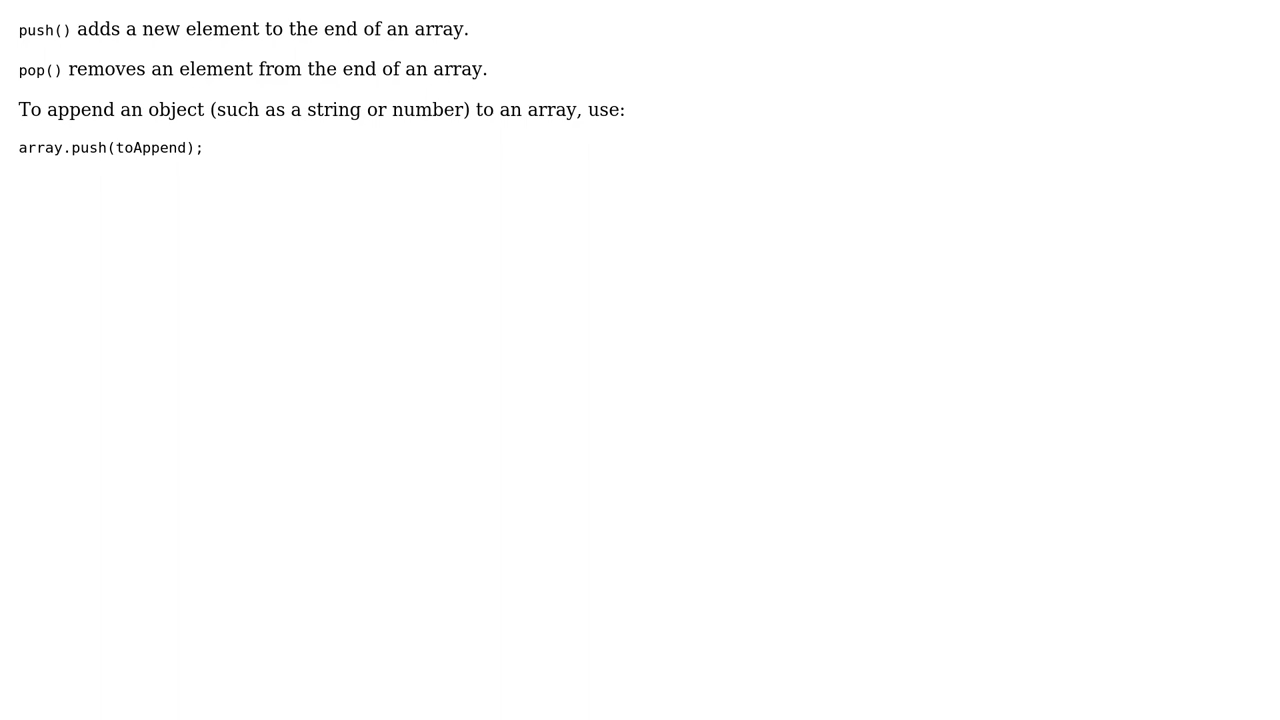 push() adds a new element to the end of an array.
pop() removes an element from the end of an array.
To append an object (such as a string or number) to an array, use:
array.push(toAppend);